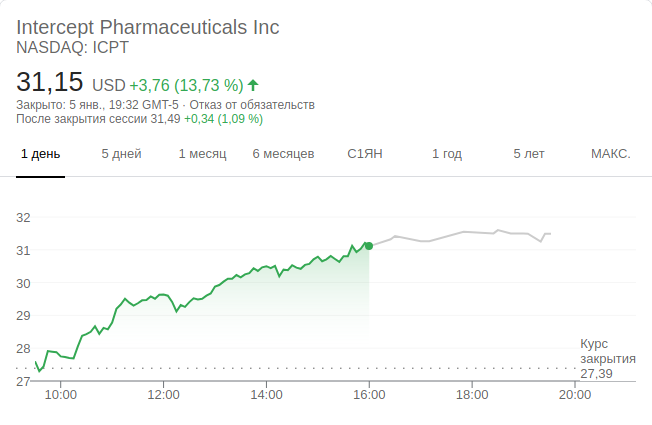 Intercept Pharmaceuticals Inc
NASDAQ: ICPT
31,15 USD +3,76 (13,73 %)
Закрыто: 5 янв., 19:32 GMT-5 · Отказ от обязательств
После закрытия сессии 31,49 +0,34 (1,09 %)
1 день 5 дней 1 месяц 6 месяцев С1ЯН 1 год 5 лет МАКС.
32
31
30
29
28
27
Курс
закрытия
27,39
10:00 12:00 14:00 16:00 18:00 20:00